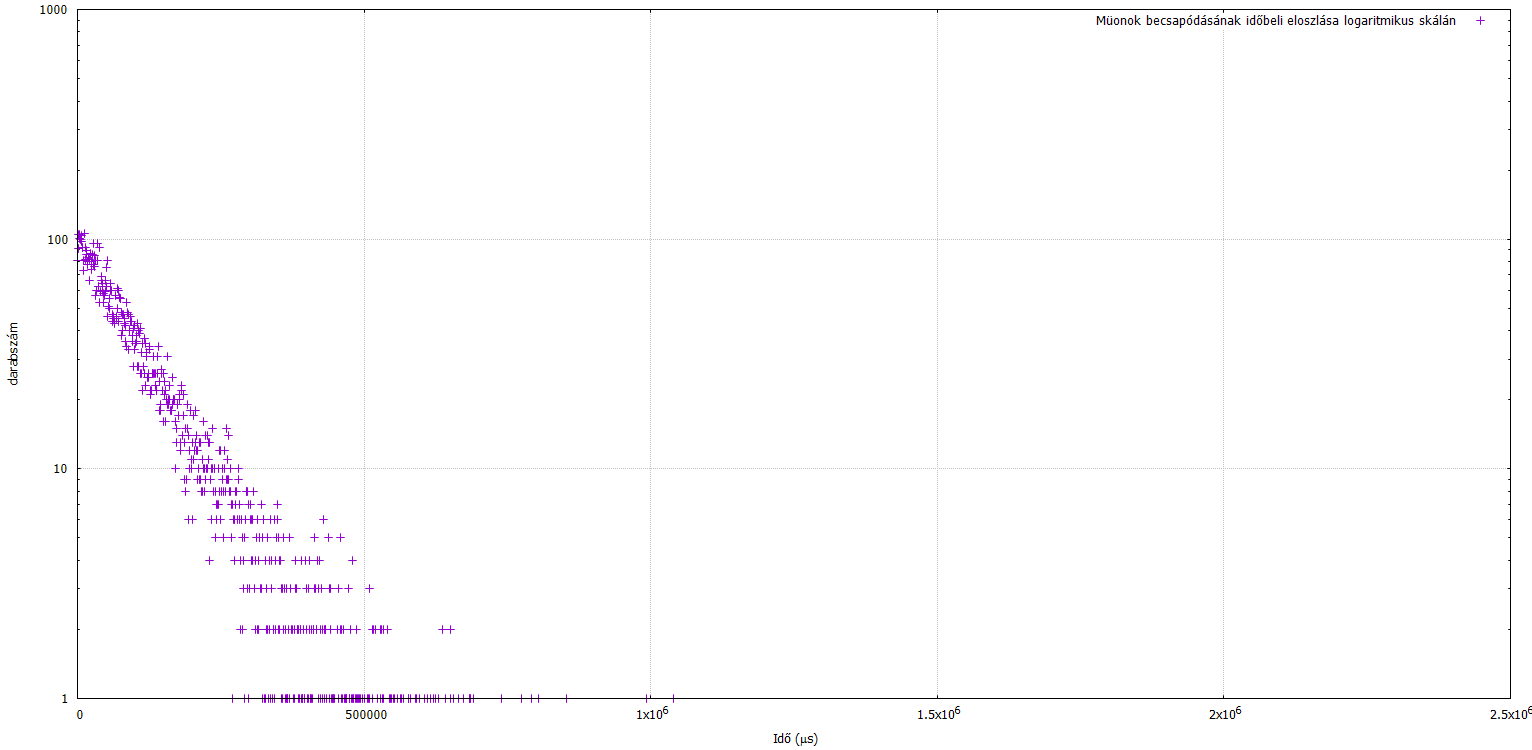 1000
Müonok becsapódásának időbeli eloszlása logaritmikus skálán
100
darabszám
10
1
0 500000 1x10⁶ 1.5x10⁶ 2x10⁶ 2.5x10⁶
Idő (μs)